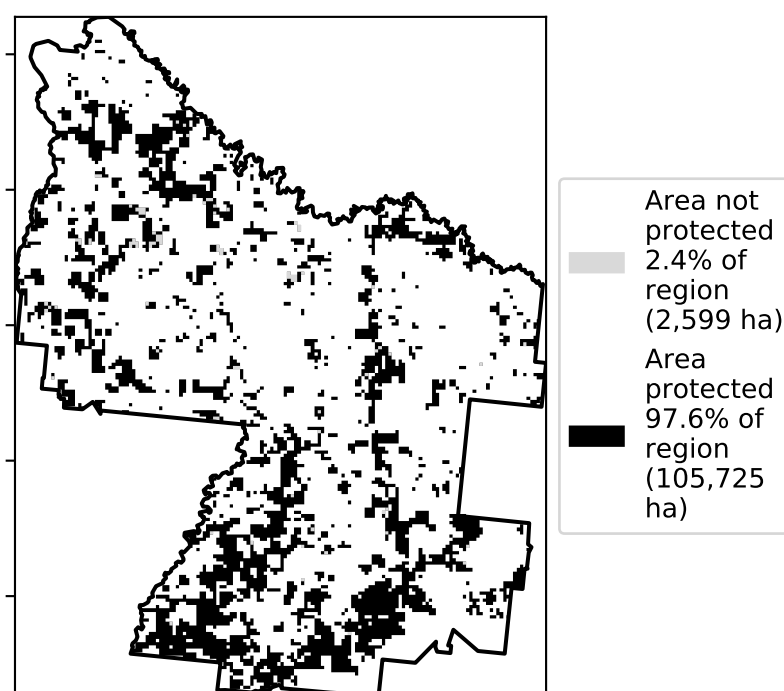 Area not
protected
2.4% of
region
(2,599 ha)
Area
protected
97.6% of
region
(105,725
ha)